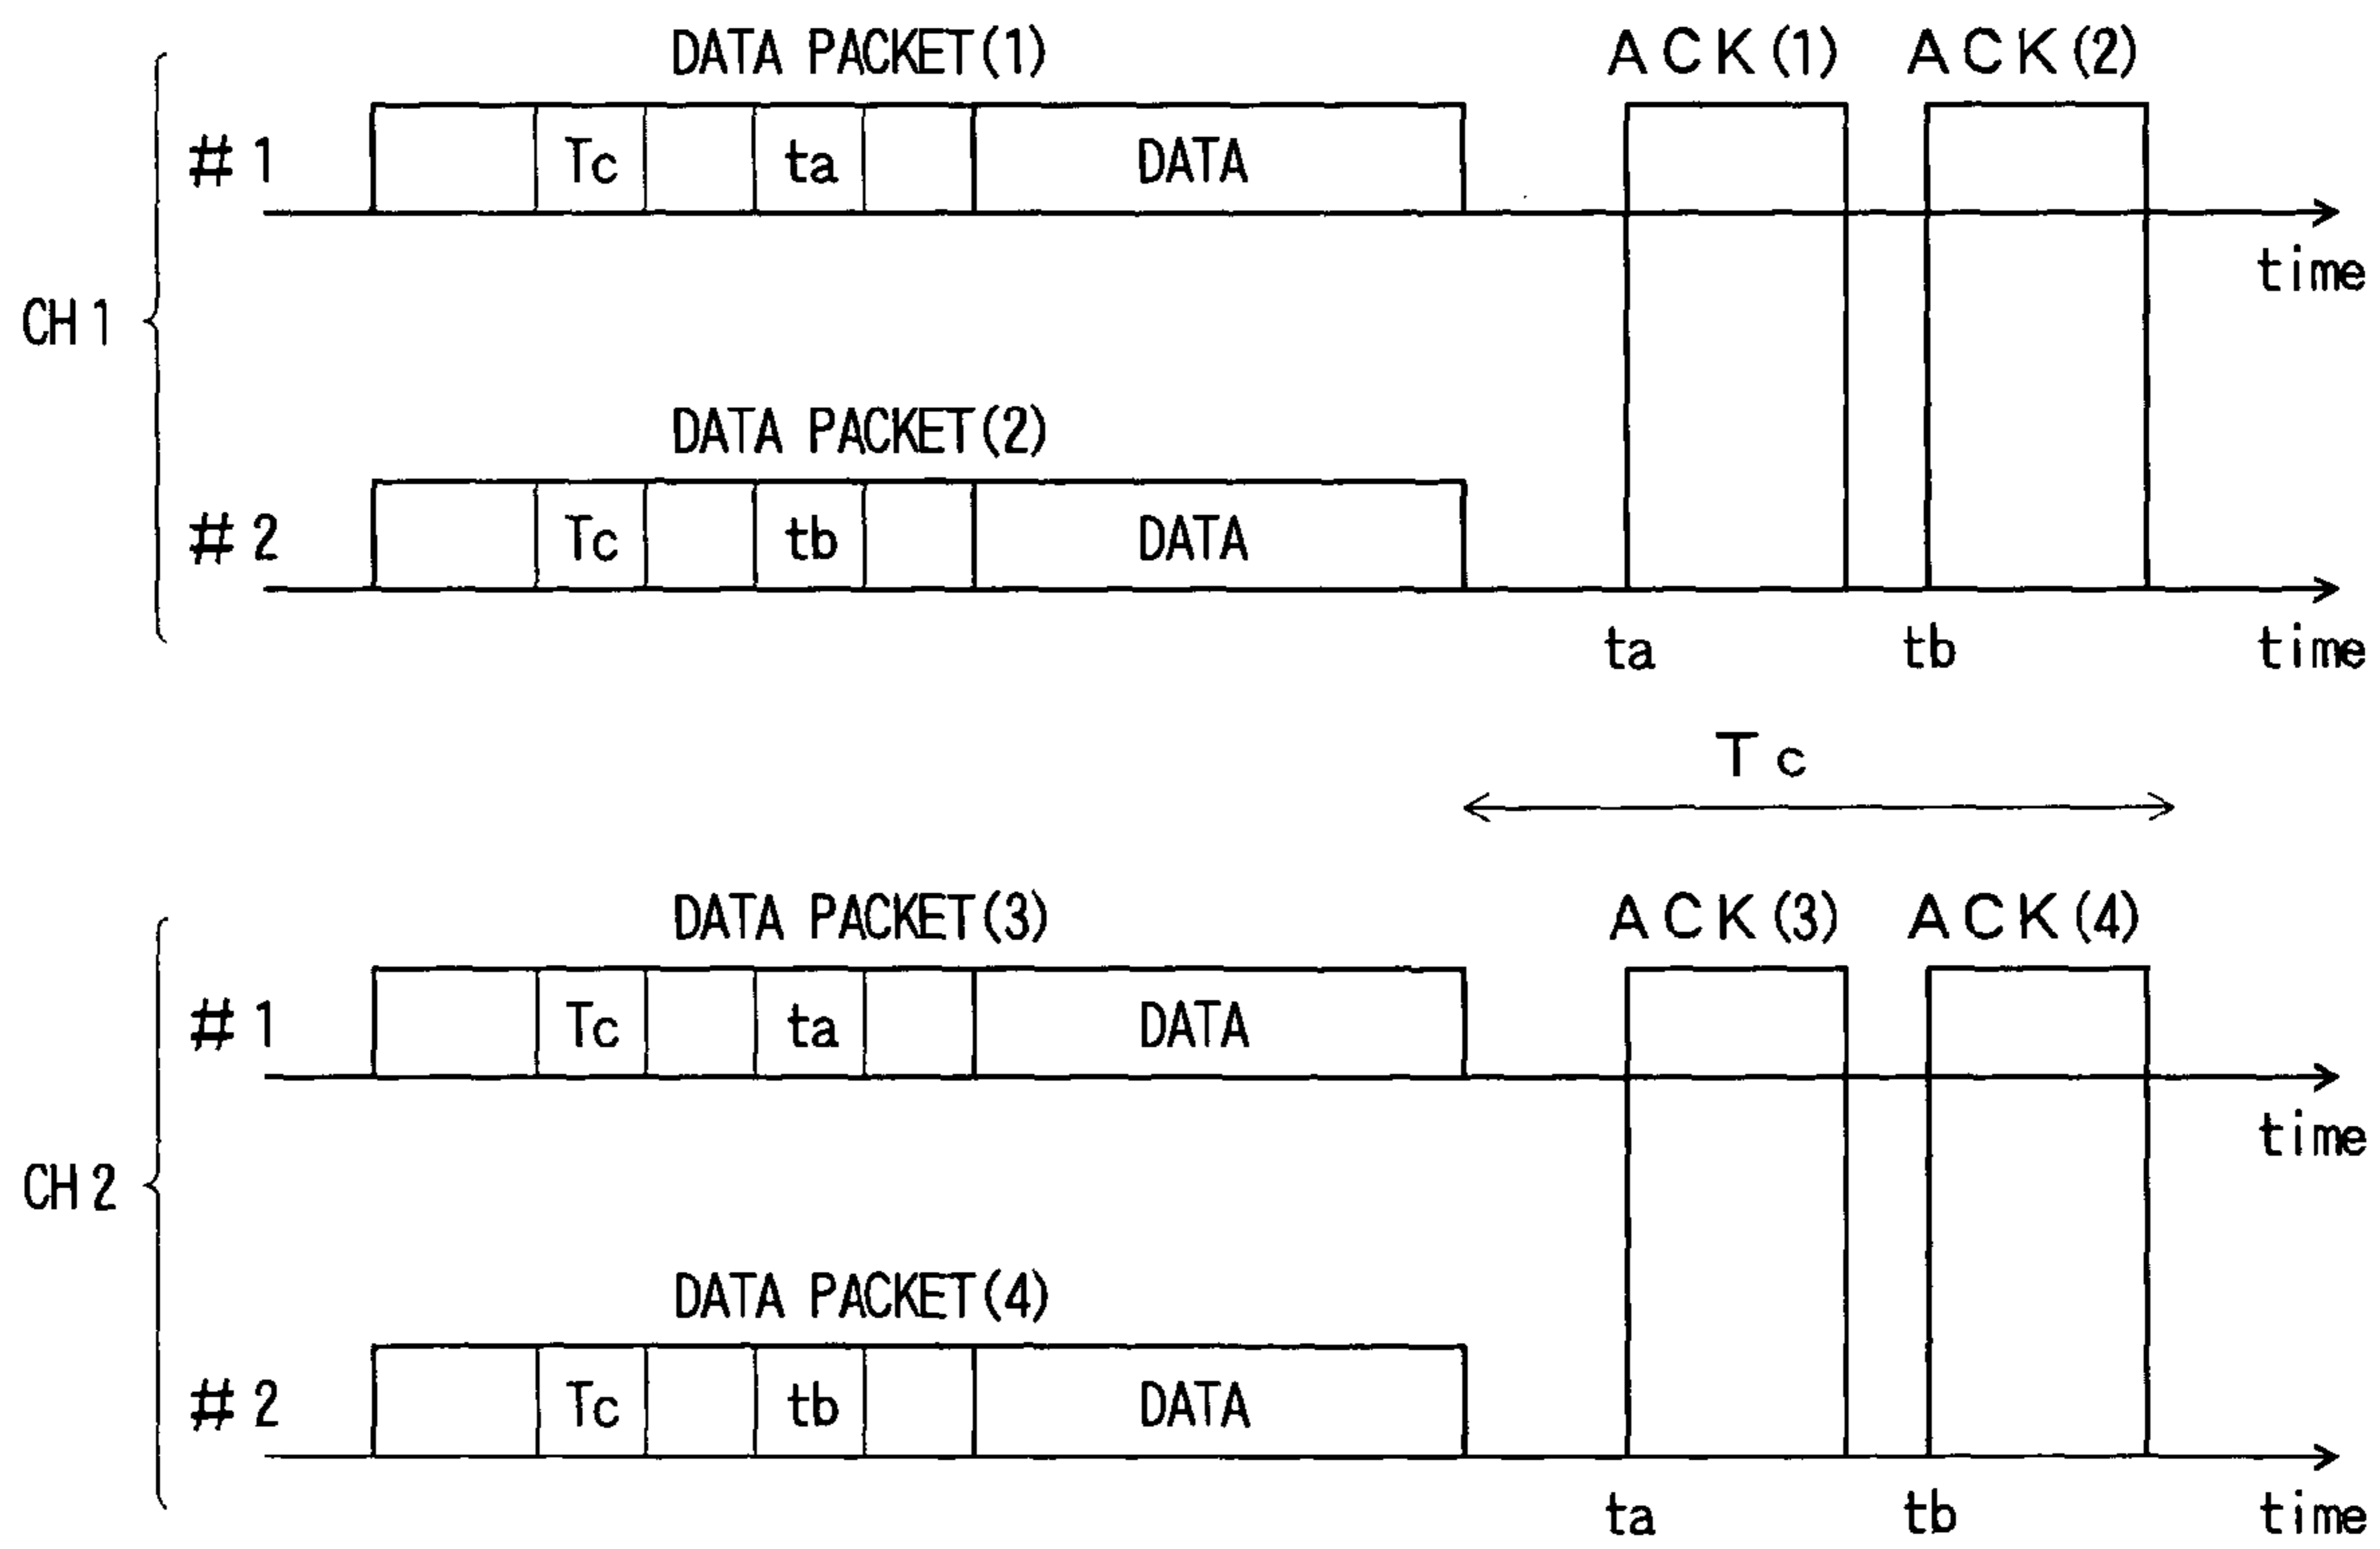 DATA PACKET(1) ACK(1) ACK(2)
#1 Tc ta DATA
time
CH1
DATA PACKET(2)
#2 Tc tb DATA
ta tb time
Tc
DATA PACKET(3) ACK(3) ACK(4)
#1 Tc ta DATA
time
CH2
DATA PACKET(4)
#2 Tc tb DATA
ta tb time